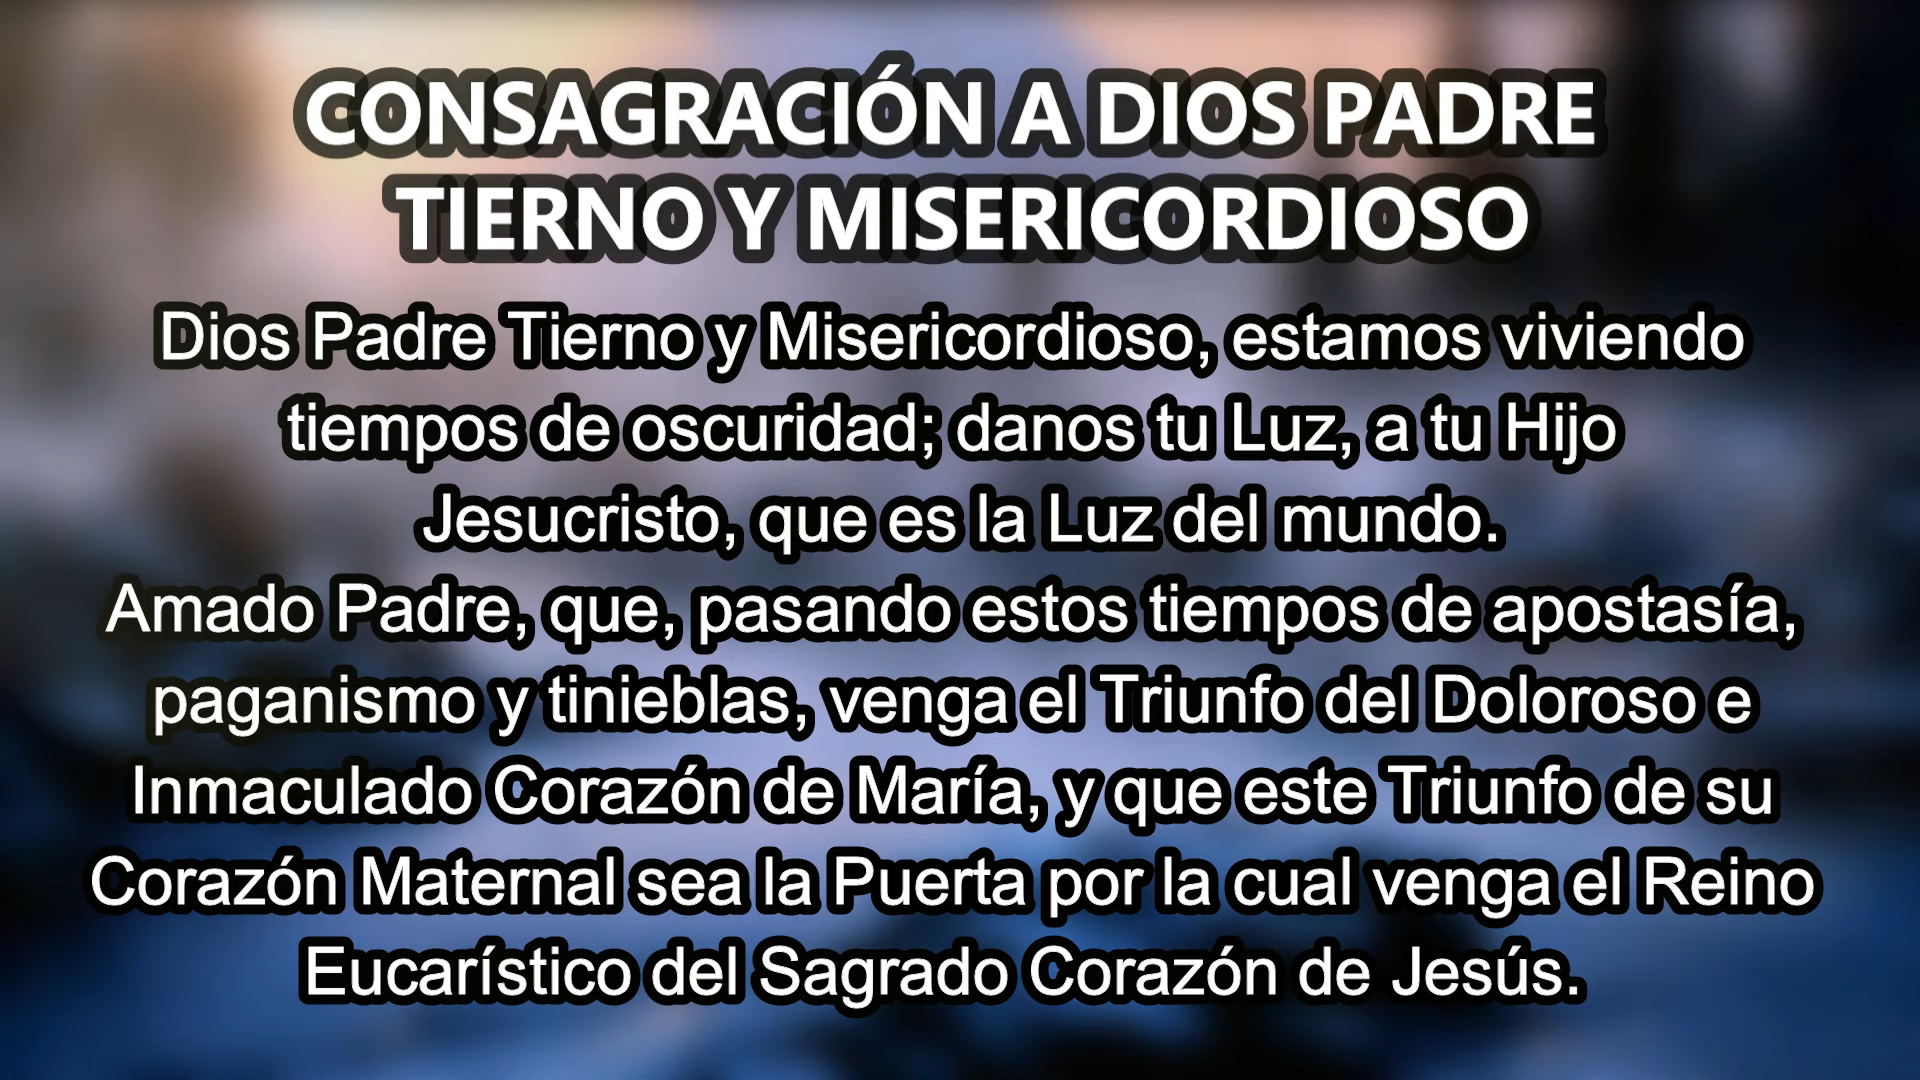 CONSAGRACIÓN A DIOS PADRE
TIERNO Y MISERICORDIOSO
Dios Padre Tierno y Misericordioso, estamos viviendo
tiempos de oscuridad; danos tu Luz, a tu Hijo
Jesucristo, que es la Luz del mundo.
Amado Padre, que, pasando estos tiempos de apostasía,
paganismo y tinieblas, venga el Triunfo del Doloroso e
Inmaculado Corazón de María, y que este Triunfo de su
Corazón Maternal sea la Puerta por la cual venga el Reino
Eucarístico del Sagrado Corazón de Jesús.